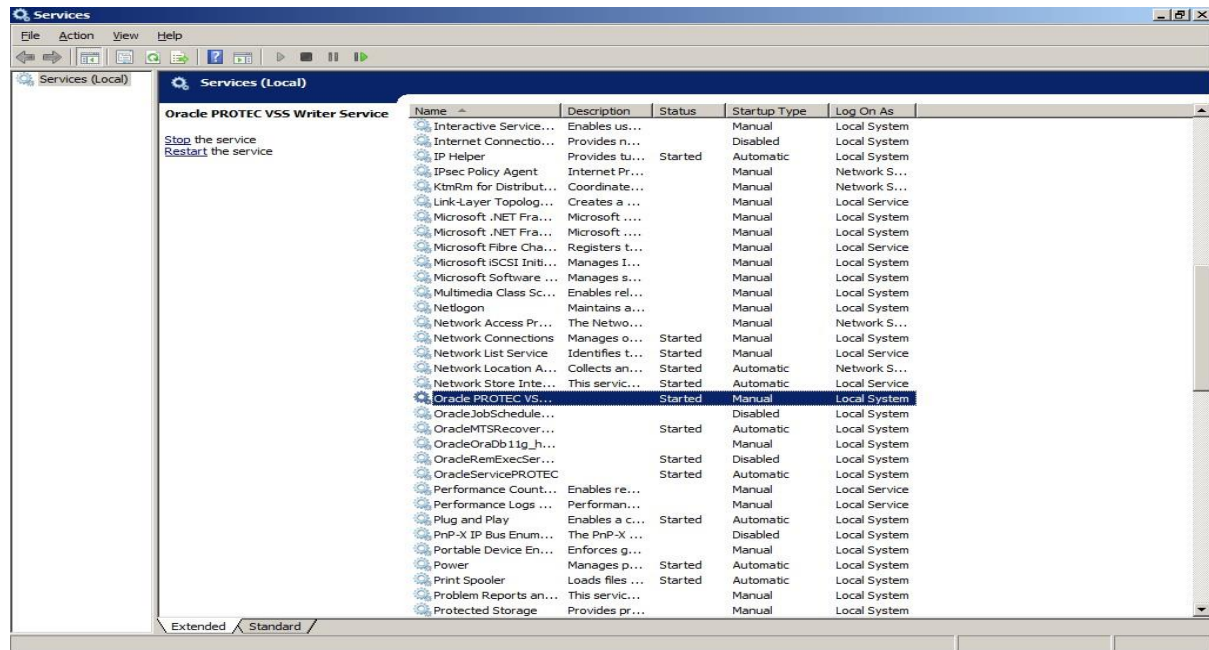 Services
File Action View Help
Services (Local)
Services (Local)
Oracle PROTEC VSS Writer Service
Stop the service
Restart the service
Name Description Status Startup Type Log On As
Interactive Service... Enables us... Manual Local System
Internet Connectio... Provides n... Disabled Local System
IP Helper Provides tu... Started Automatic Local System
IPsec Policy Agent Internet Pr... Manual Network S...
KtmRm for Distribut... Coordinate... Manual Network S...
Link-Layer Topolog... Creates a ... Manual Local Service
Microsoft .NET Fra... Microsoft .... Manual Local System
Microsoft .NET Fra... Microsoft .... Manual Local System
Microsoft Fibre Cha... Registers t... Manual Local Service
Microsoft iSCSI Initi... Manages I... Manual Local System
Microsoft Software ... Manages s... Manual Local System
Multimedia Class Sc... Enables rel... Manual Local System
Netlogon Maintains a... Manual Local System
Network Access Pr... The Netwo... Manual Network S...
Network Connections Manages o... Started Manual Local System
Network List Service Identifies t... Started Manual Local Service
Network Location A... Collects an... Started Automatic Network S...
Network Store Inte... This servic... Started Automatic Local Service
Oracle PROTEC VS... Started Manual Local System
OracleJobSchedule... Disabled Local System
OracleMTSRecover... Started Automatic Local System
OracleOraDb11g_h... Manual Local System
OracleRemExecSer... Started Disabled Local System
OracleServicePROTEC Started Automatic Local System
Performance Count... Enables re... Manual Local Service
Performance Logs ... Performan... Manual Local Service
Plug and Play Enables a c... Started Automatic Local System
PnP-X IP Bus Enum... The PnP-X ... Disabled Local System
Portable Device En... Enforces g... Manual Local System
Power Manages p... Started Automatic Local System
Print Spooler Loads files ... Started Automatic Local System
Problem Reports an... This servic... Manual Local System
Protected Storage Provides pr... Manual Local System
Extended Standard